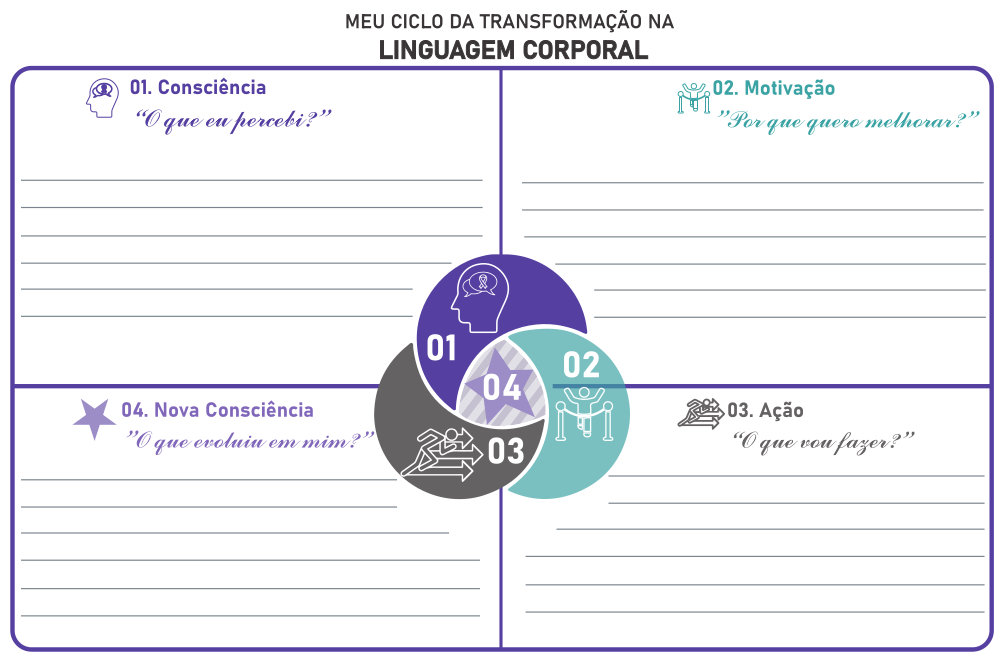 MEU CICLO DA TRANSFORMAÇÃO NA
LINGUAGEM CORPORAL
01. Consciência
“O que eu percebi?”
02. Motivação
”Por que quero melhorar?”
01
02
04
03
04. Nova Consciência
”O que evoluiu em mim?”
03. Ação
“O que vou fazer?”